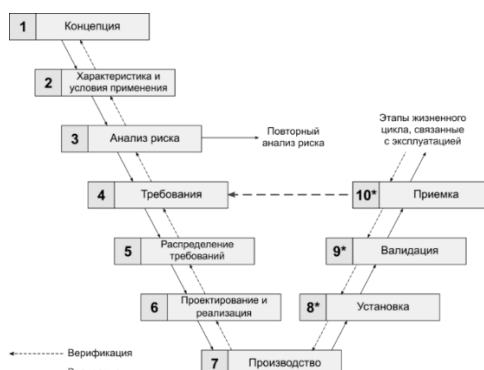 1 Концепция
2 Характеристика и
условия применения
3 Анализ риска
Повторный
анализ риска
Этапы жизненного
цикла, связанные
с эксплуатацией
4 Требования
10* Приемка
5 Распределение
требований
9* Валидация
6 Проектирование и
реализация
8* Установка
Верификация
7 Производство